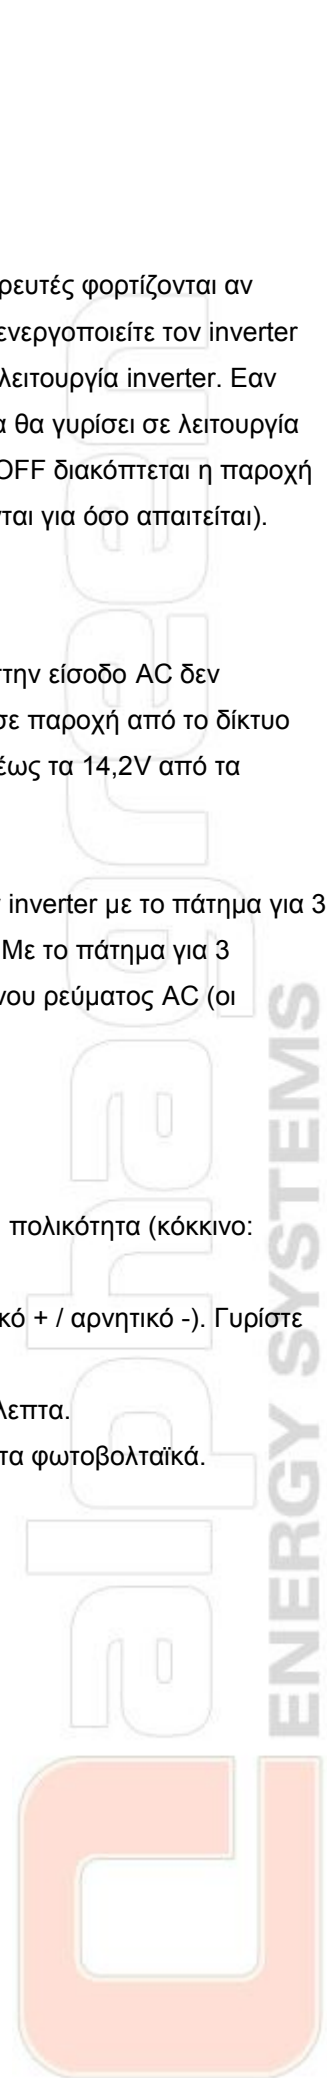 ρευτές φορτίζονται αν
ενεργοποιείτε τον inverter
λειτουργία inverter. Εαν
α θα γυρίσει σε λειτουργία
OFF διακόπτεται η παροχή
νται για όσο απαιτείται).
στην είσοδο AC δεν
σε παροχή από το δίκτυο
έως τα 14,2V από τα
inverter με το πάτημα για 3
Με το πάτημα για 3
νου ρεύματος AC (οι
πολικότητα (κόκκινο:
κό + / αρνητικό -). Γυρίστε
λεπτα.
τα φωτοβολταϊκά.
alphagreen
ENERGY SYSTEMS